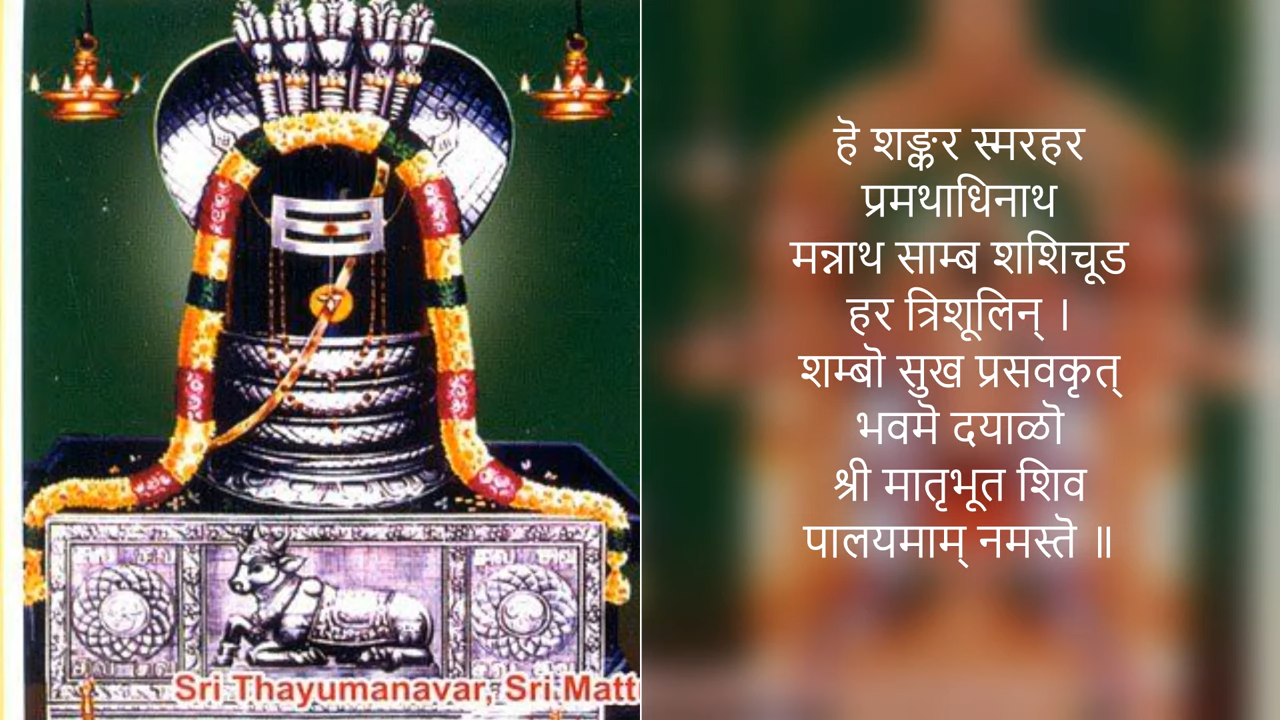 Sri Thayumanavar, Sri Matt
हॆ शङ्कर स्मरहर
प्रमथाधिनाथ
मन्नाथ साम्ब शशिचूड
हर त्रिशूलिन् ।
शम्बॊ सुख प्रसवकृत्
भवमॆ दयाळॊ
श्री मातृभूत शिव
पालयमाम् नमस्तॆ ॥